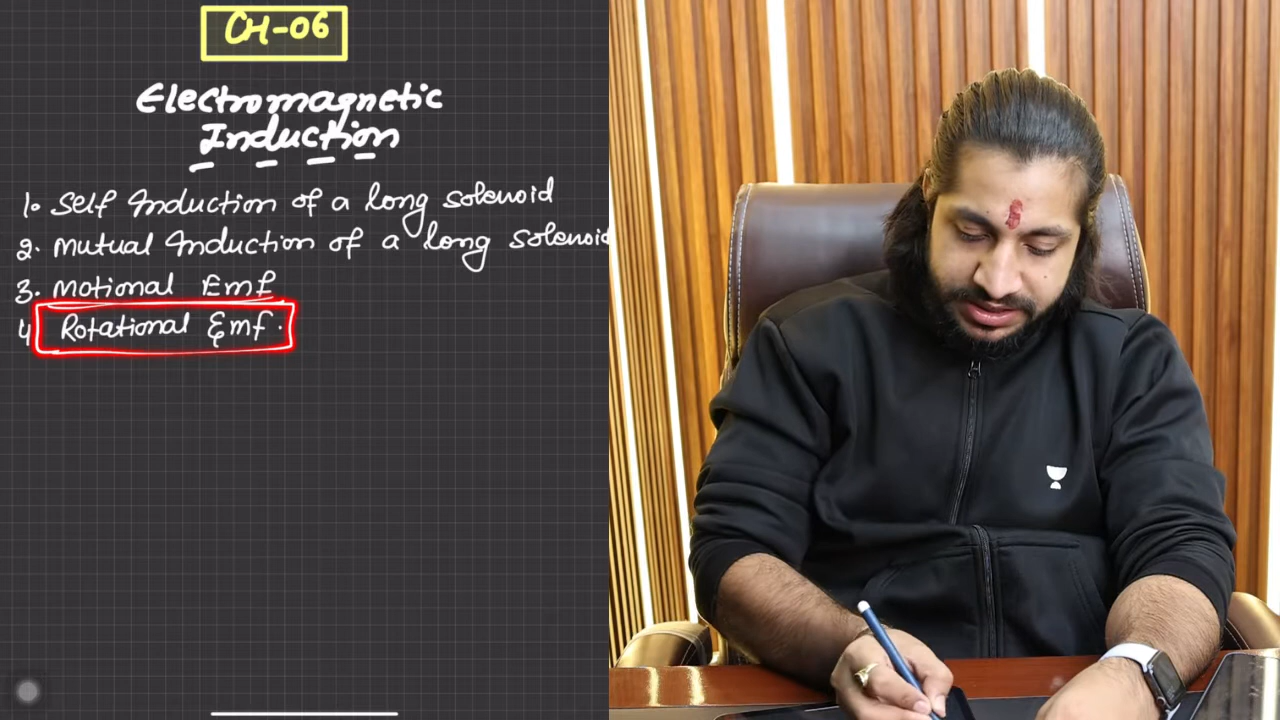 CH-06
Electromagnetic
Induction
1. Self Induction of a long solenoid
2. Mutual Induction of a long solenoid
3. Motional Emf
4 Rotational Emf.